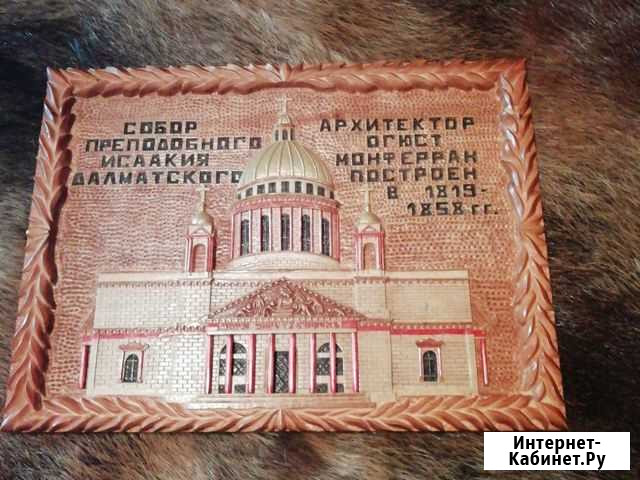 СОБОР
ПРЕПОДОБНОГО
ИСААКИЯ
ДАЛМАТСКОГО
АРХИТЕКТОР
ОГЮСТ
МОНФЕРРАН
ПОСТРОЕН
В 1819-
1858 гг.
Интернет-
Кабинет.Ру